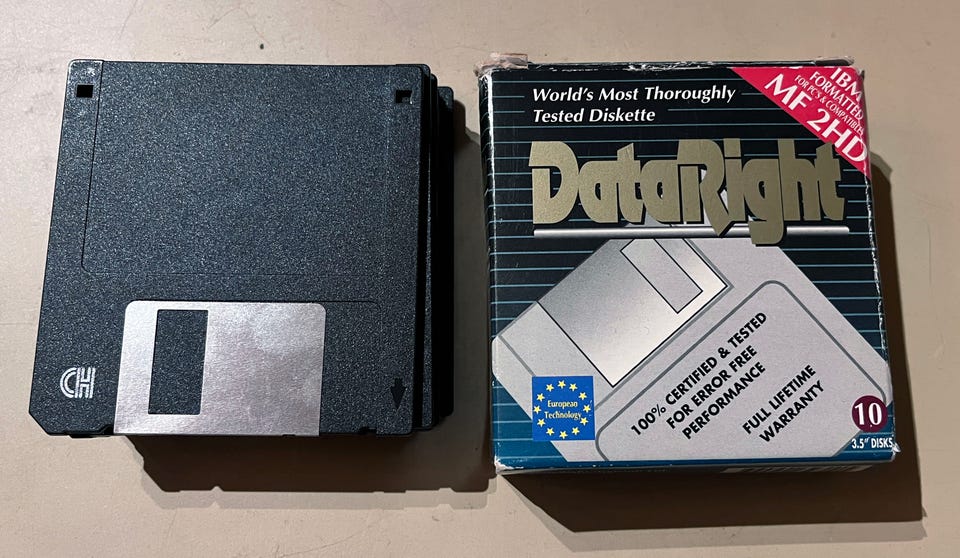 CH
World's Most Thoroughly
Tested Diskette
IBM
FORMATTED
FOR PC'S & COMPATIBLES
MF 2HD
DataRight
100% CERTIFIED & TESTED
FOR ERROR FREE
PERFORMANCE
FULL LIFETIME
WARRANTY
European
Technology
10
3.5" DISKS